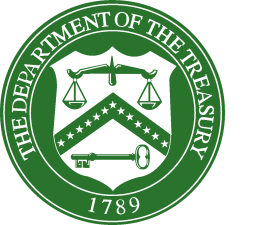 THE DEPARTMENT OF THE TREASURY
1789